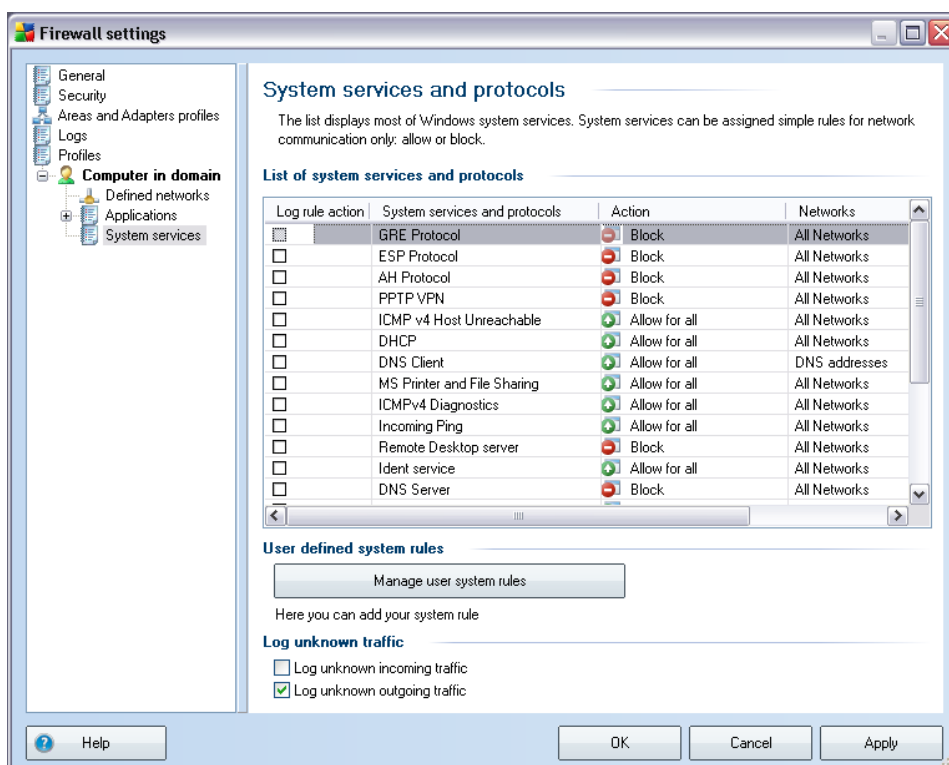 Firewall settings
General
Security
Areas and Adapters profiles
Logs
Profiles
Computer in domain
Defined networks
Applications
System services
System services and protocols
The list displays most of Windows system services. System services can be assigned simple rules for network
communication only: allow or block.
List of system services and protocols
Log rule action System services and protocols Action Networks
GRE Protocol Block All Networks
ESP Protocol Block All Networks
AH Protocol Block All Networks
PPTP VPN Block All Networks
ICMP v4 Host Unreachable Allow for all All Networks
DHCP Allow for all All Networks
DNS Client Allow for all DNS addresses
MS Printer and File Sharing Allow for all All Networks
ICMPv4 Diagnostics Allow for all All Networks
Incoming Ping Allow for all All Networks
Remote Desktop server Block All Networks
Ident service Allow for all All Networks
DNS Server Block All Networks
User defined system rules
Manage user system rules
Here you can add your system rule
Log unknown traffic
Log unknown incoming traffic
Log unknown outgoing traffic
Help OK Cancel Apply